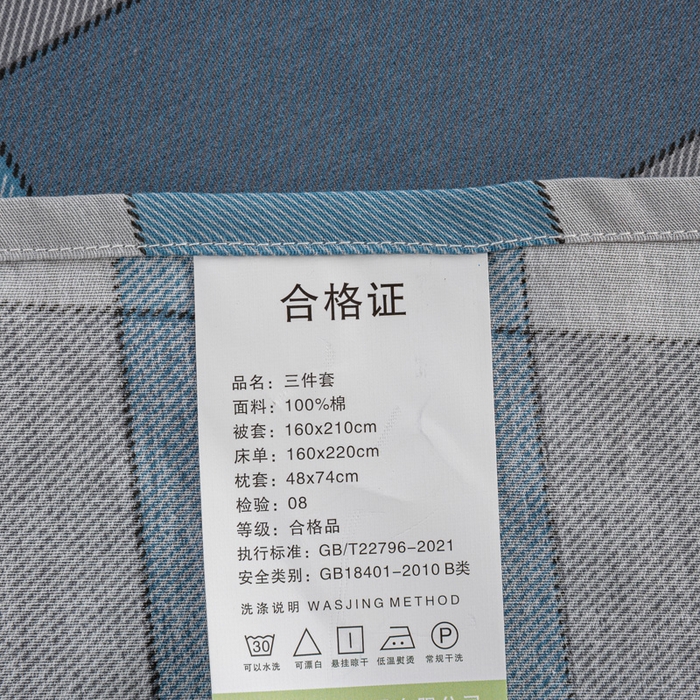 合格证
品名：三件套
面料：100%棉
被套：160x210cm
床单：160x220cm
枕套：48x74cm
检验：08
等级：合格品
执行标准：GB/T22796-2021
安全类别：GB18401-2010 B类
洗涤说明 WASJING METHOD
30 P
可以水洗 可漂白 悬挂晾干 低温熨烫 常规干洗